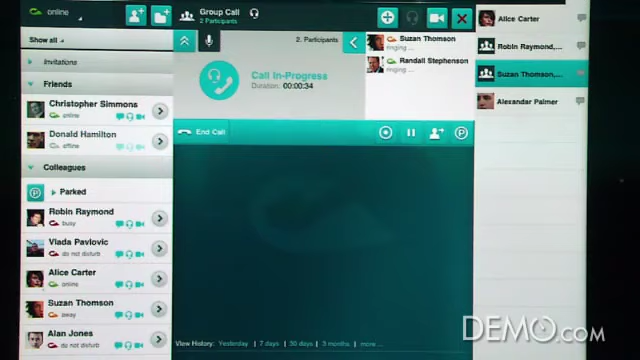 online
Show all
Invitations
Friends
Christopher Simmons
online
Donald Hamilton
offline
Colleagues
Parked
Robin Raymond
busy
Vlada Pavlovic
do not disturb
Alice Carter
online
Suzan Thomson
away
Alan Jones
do not disturb
Group Call
2 Participants
2. Participants
Call In-Progress
Duration: 00:00:34
End Call
Suzan Thomson
ringing ...
Randall Stephenson
ringing ...
View History: Yesterday | 7 days | 30 days | 3 months | more ...
Alice Carter
Robin Raymond,...
Suzan Thomson,...
Alexander Palmer
DEMO.COM